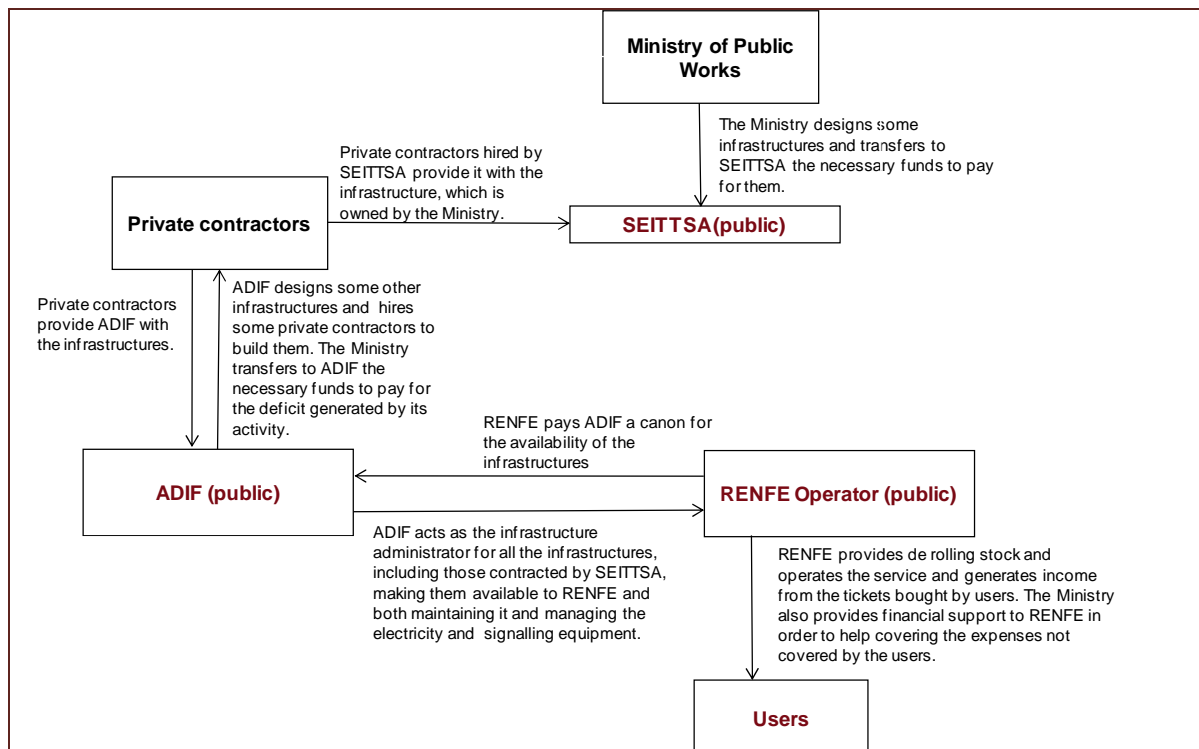 Ministry of Public
Works
The Ministry designs some
infrastructures and transfers to
SEITTSA the necessary funds to pay
for them.
Private contractors hired by
SEITTSA provide it with the
infrastructure, which is
owned by the Ministry.
Private contractors
SEITTSA(public)
Private contractors
provide ADIF with
the infrastructures.
ADIF designs some other
infrastructures and hires
some private contractors to
build them. The Ministry
transfers to ADIF the
necessary funds to pay for
the deficit generated by its
activity.
RENFE pays ADIF a canon for
the availability of the
infrastructures
ADIF (public)
RENFE Operator (public)
ADIF acts as the infrastructure
administrator for all the infrastructures,
including those contracted by SEITTSA,
making them available to RENFE and
both maintaining it and managing the
electricity and signalling equipment.
RENFE provides de rolling stock and
operates the service and generates income
from the tickets bought by users. The Ministry
also provides financial support to RENFE in
order to help covering the expenses not
covered by the users.
Users